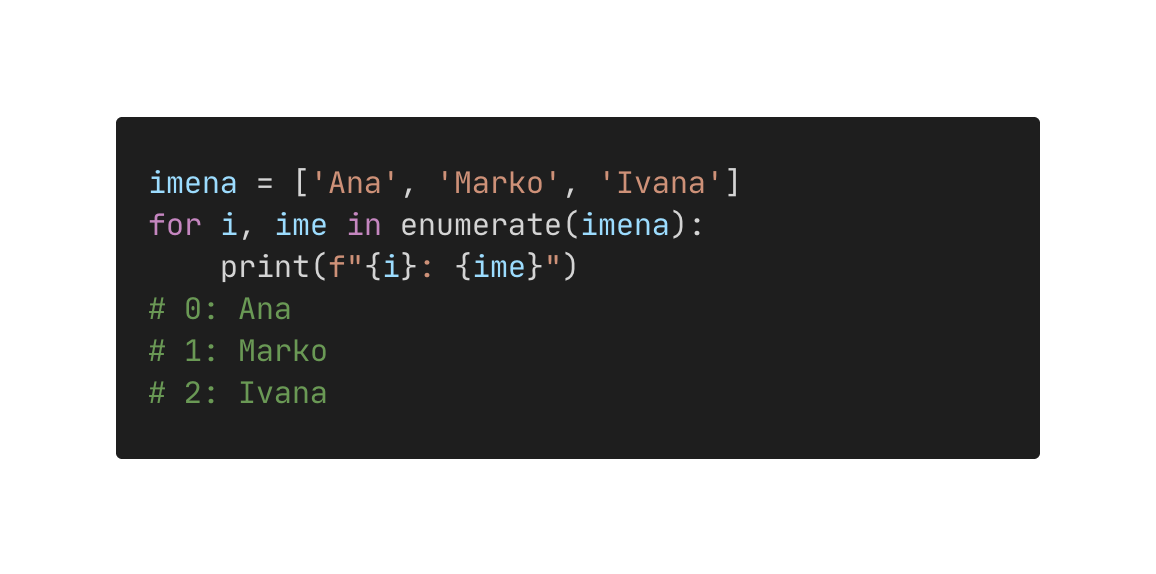 imena = ['Ana', 'Marko', 'Ivana']
for i, ime in enumerate(imena):
    print(f"{i}: {ime}")
# 0: Ana
# 1: Marko
# 2: Ivana